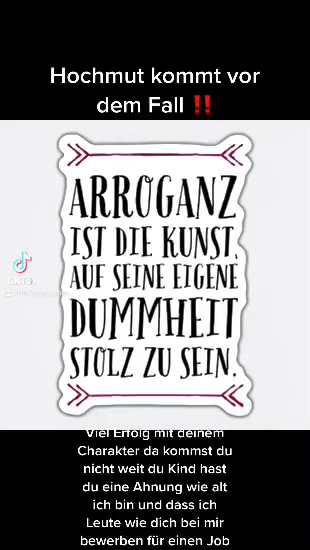 Hochmut kommt vor
dem Fall ‼️
ARROGANZ
IST DIE KUNST,
AUF SEINE EIGENE
DUMMHEIT
STOLZ ZU SEIN.
TikTok
Viel Erfolg mit deinem
Charakter da kommst du
nicht weit du Kind hast
du eine Ahnung wie alt
ich bin und dass ich
Leute wie dich bei mir
bewerben für einen Job